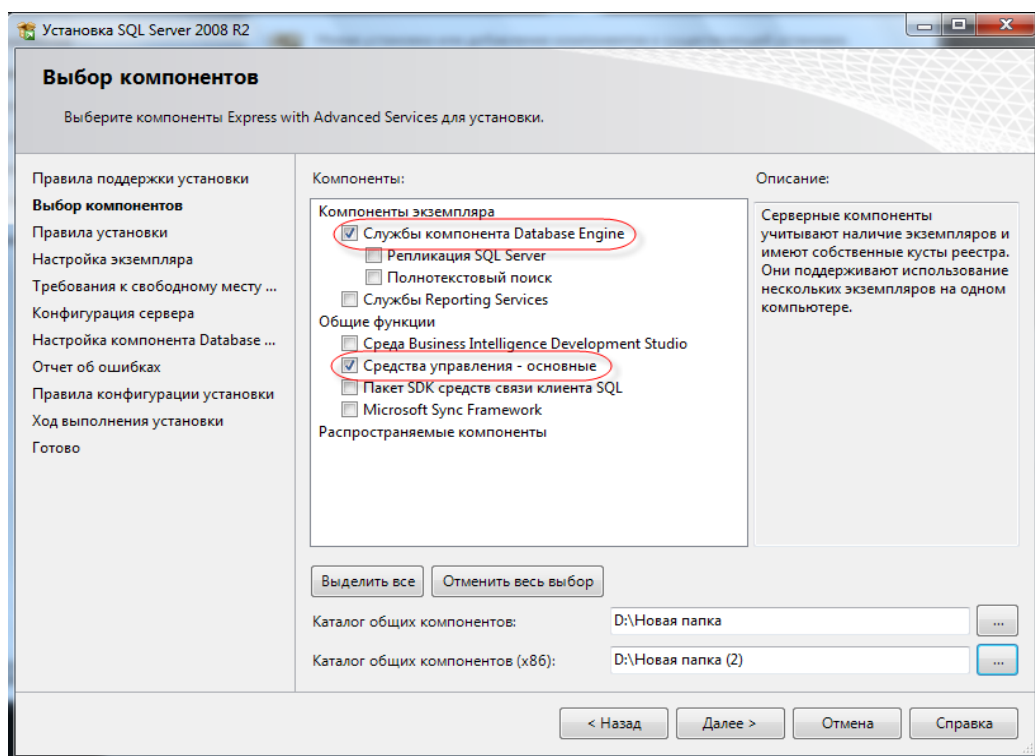 Установка SQL Server 2008 R2
Выбор компонентов
Выберите компоненты Express with Advanced Services для установки.
Правила поддержки установки
Выбор компонентов
Правила установки
Настройка экземпляра
Требования к свободному месту ...
Конфигурация сервера
Настройка компонента Database ...
Отчет об ошибках
Правила конфигурации установки
Ход выполнения установки
Готово
Компоненты:
Компоненты экземпляра
Службы компонента Database Engine
Репликация SQL Server
Полнотекстовый поиск
Службы Reporting Services
Общие функции
Среда Business Intelligence Development Studio
Средства управления - основные
Пакет SDK средств связи клиента SQL
Microsoft Sync Framework
Распространяемые компоненты
Описание:
Серверные компоненты
учитывают наличие экземпляров и
имеют собственные кусты реестра.
Они поддерживают использование
нескольких экземпляров на одном
компьютере.
Выделить все
Отменить весь выбор
Каталог общих компонентов:
D:\Новая папка
...
Каталог общих компонентов (x86):
D:\Новая папка (2)
...
< Назад
Далее >
Отмена
Справка